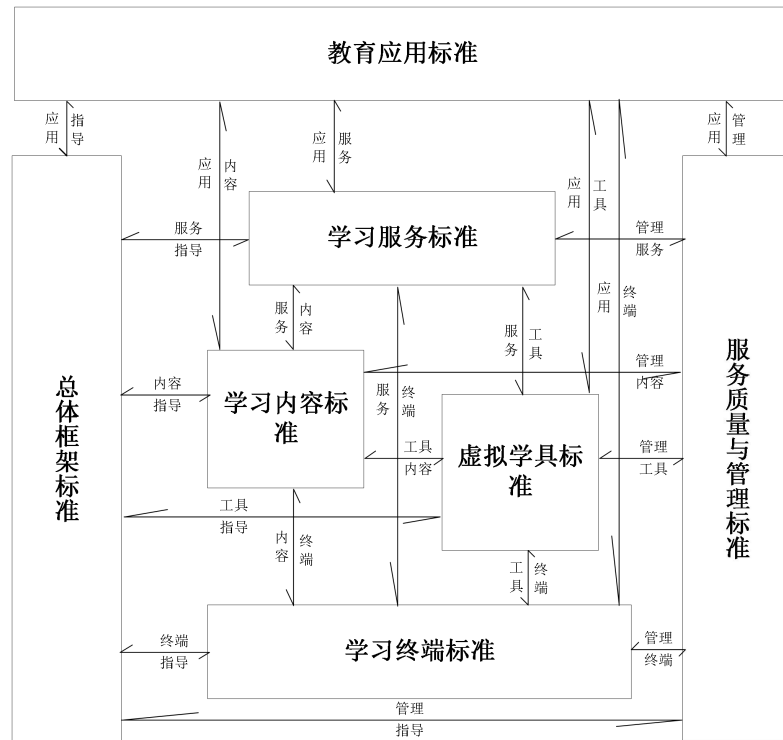 教育应用标准
应用
指导
应用
内容
应用
服务
应用
工具
应用
终端
应用
管理
服务
指导
学习服务标准
管理
服务
服务
内容
服务
终端
服务
工具
总体框架标准
内容
指导
学习内容标
准
管理
内容
工具
内容
虚拟学具标
准
管理
工具
服务质量与管理标准
工具
指导
内容
终端
工具
终端
终端
指导
学习终端标准
管理
终端
管理
指导